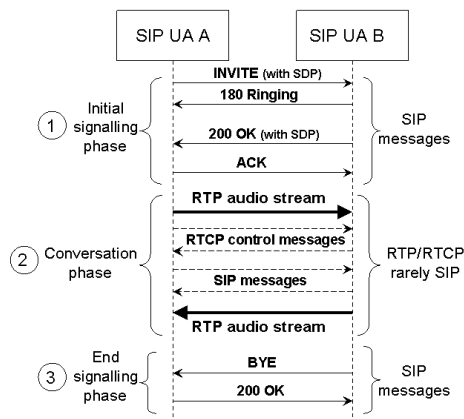 SIP UA A
SIP UA B
INVITE (with SDP)
180 Ringing
1
Initial
signalling
phase
200 OK (with SDP)
ACK
SIP
messages
RTP audio stream
RTCP control messages
2
Conversation
phase
SIP messages
RTP audio stream
RTP/RTCP
rarely SIP
3
End
signalling
phase
BYE
200 OK
SIP
messages